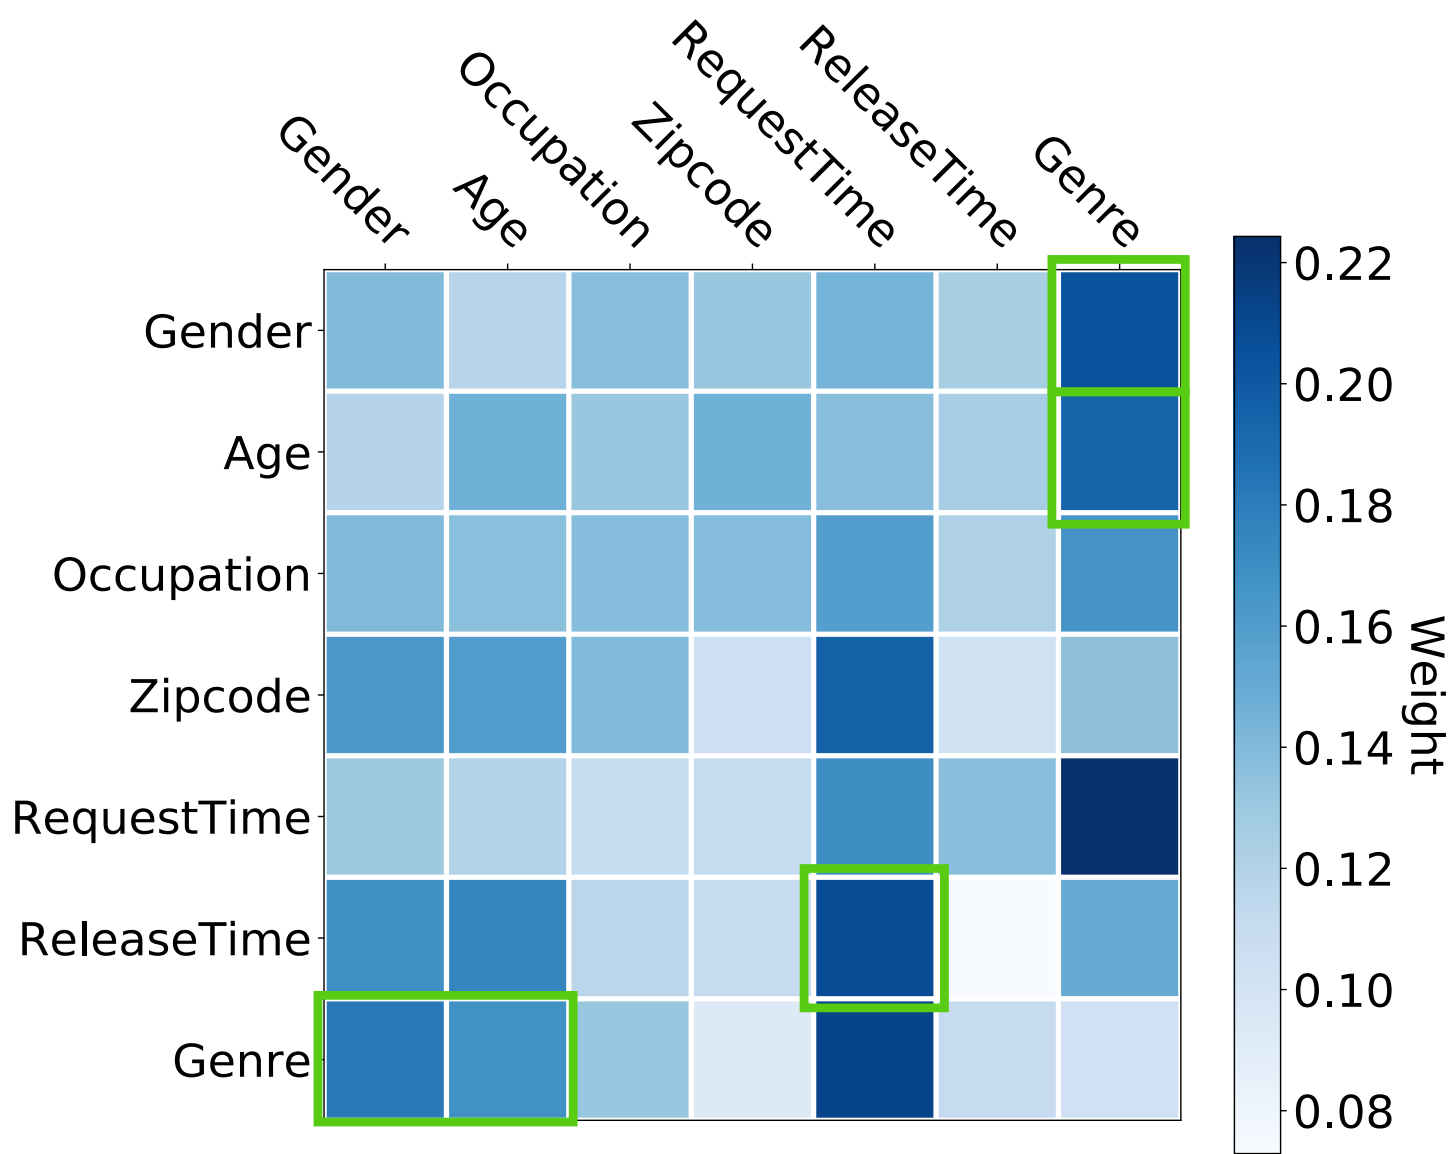 Gender
Age
Occupation
Zipcode
RequestTime
ReleaseTime
Genre
Gender
Age
Occupation
Zipcode
RequestTime
ReleaseTime
Genre
0.22
0.20
0.18
0.16
0.14
0.12
0.10
0.08
Weight